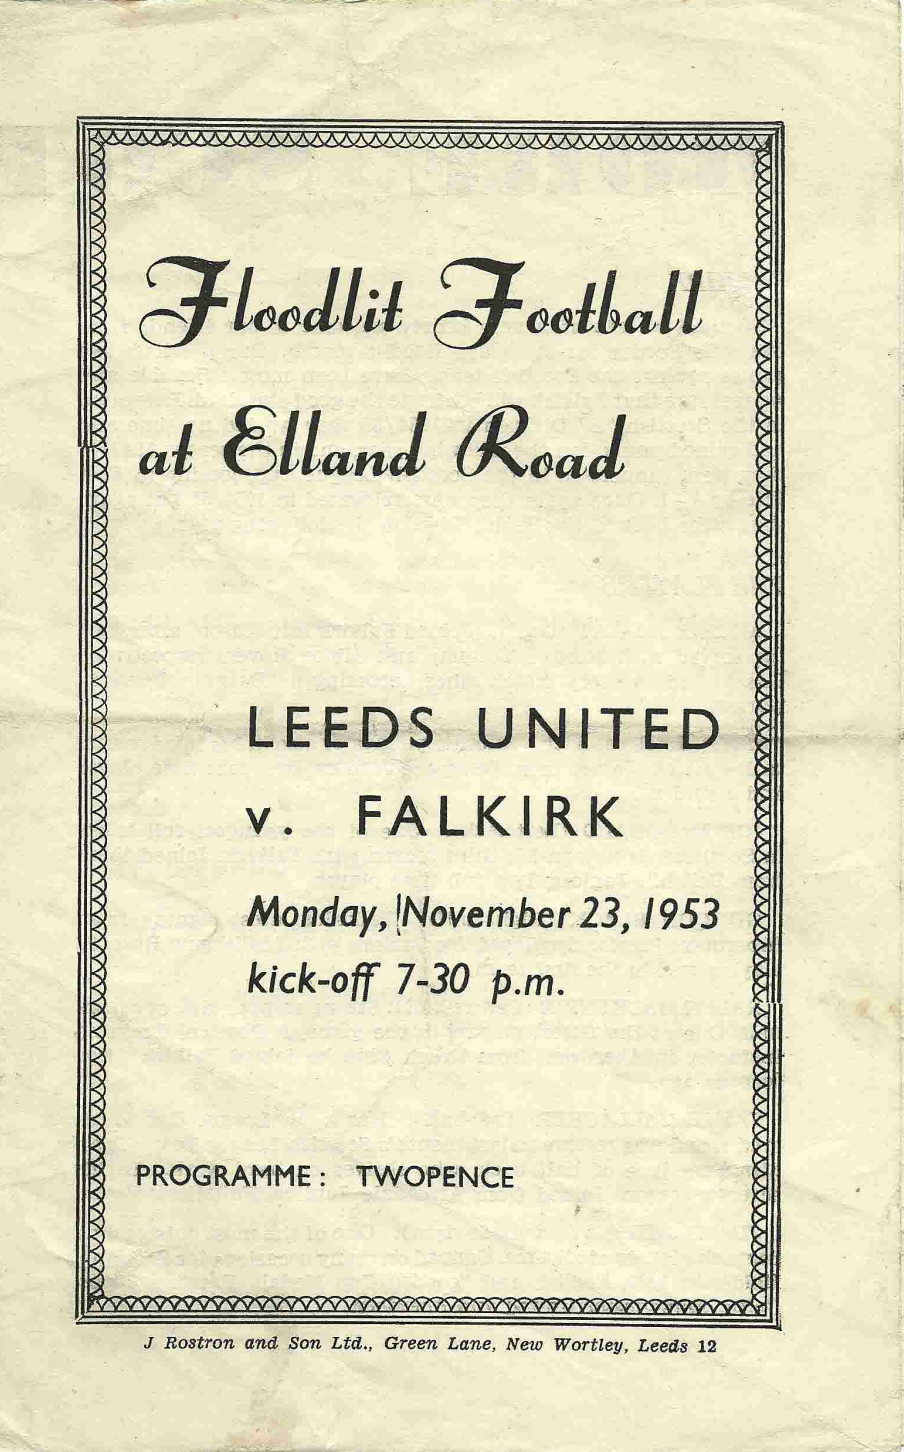 Floodlit Football
at Elland Road
LEEDS UNITED
v. FALKIRK
Monday, November 23, 1953
kick-off 7-30 p.m.
PROGRAMME: TWOPENCE
J Rostron and Son Ltd., Green Lane, New Wortley, Leeds 12